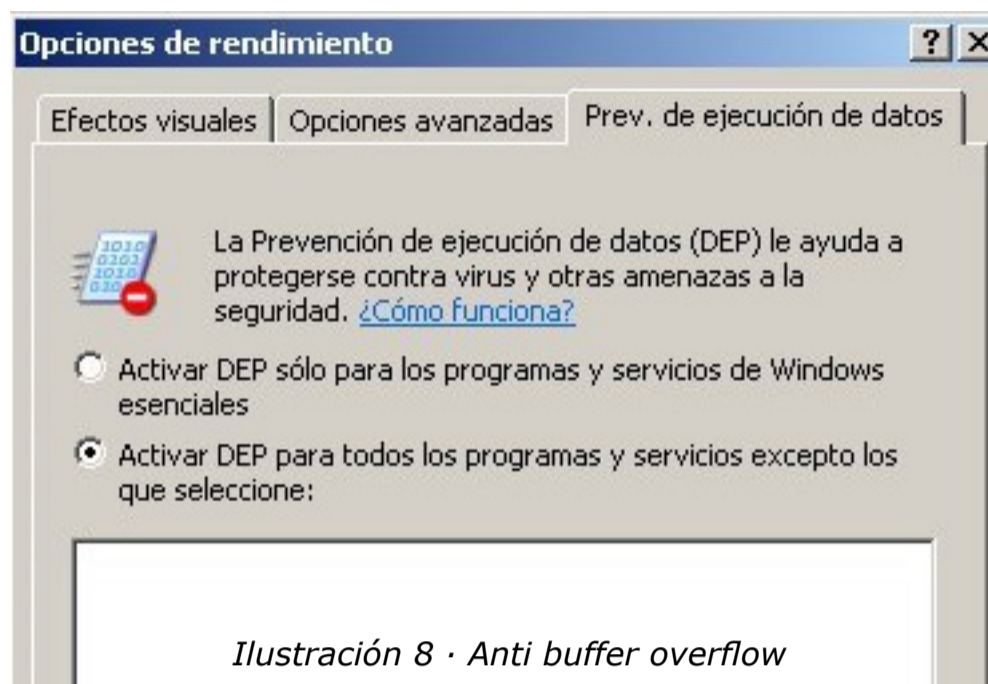 Opciones de rendimiento
Efectos visuales
Opciones avanzadas
Prev. de ejecución de datos
La Prevención de ejecución de datos (DEP) le ayuda a
protegerse contra virus y otras amenazas a la
seguridad. ¿Cómo funciona?
Activar DEP sólo para los programas y servicios de Windows
esenciales
Activar DEP para todos los programas y servicios excepto los
que seleccione:
Ilustración 8 · Anti buffer overflow